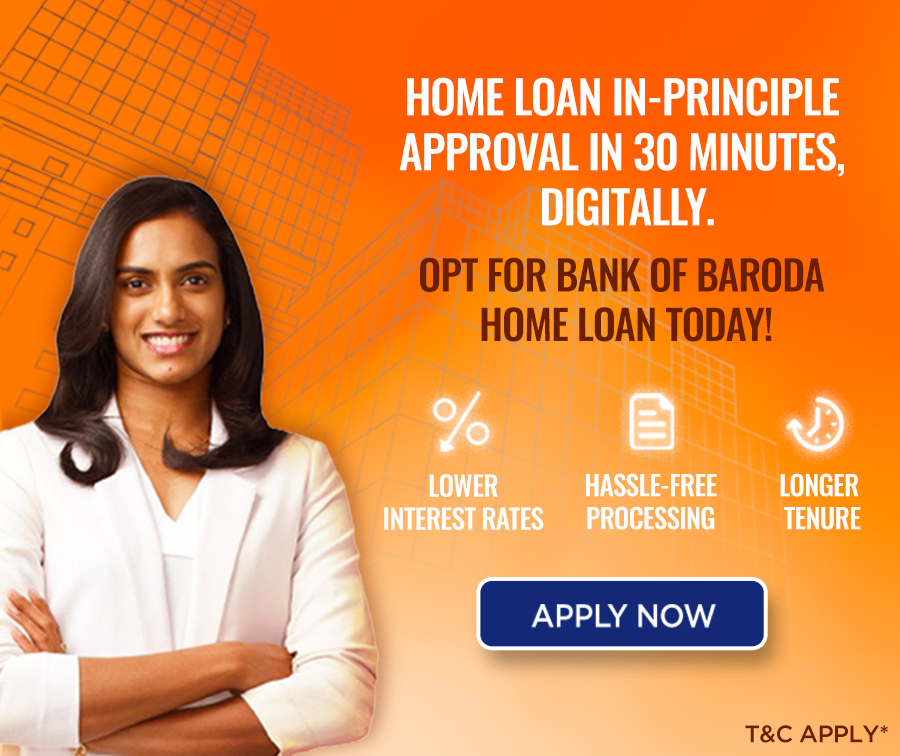 HOME LOAN IN-PRINCIPLE
APPROVAL IN 30 MINUTES,
DIGITALLY.
OPT FOR BANK OF BARODA
HOME LOAN TODAY!
LOWER
INTEREST RATES
HASSLE-FREE
PROCESSING
LONGER
TENURE
APPLY NOW
T&C APPLY*